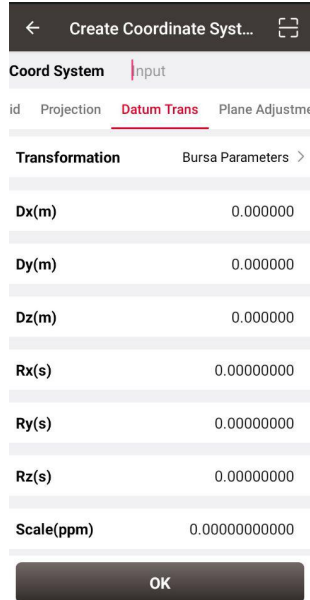 Create Coordinate Syst...
Coord System Input
id Projection Datum Trans Plane Adjustme
Transformation Bursa Parameters >
Dx(m) 0.000000
Dy(m) 0.000000
Dz(m) 0.000000
Rx(s) 0.00000000
Ry(s) 0.00000000
Rz(s) 0.00000000
Scale(ppm) 0.00000000000
OK